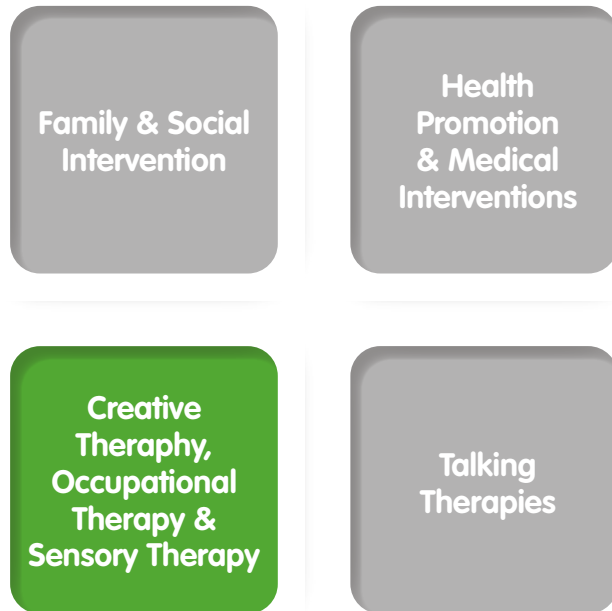 Family & Social
Intervention
Health
Promotion
& Medical
Interventions
Creative
Theraphy,
Occupational
Therapy &
Sensory Therapy
Talking
Therapies